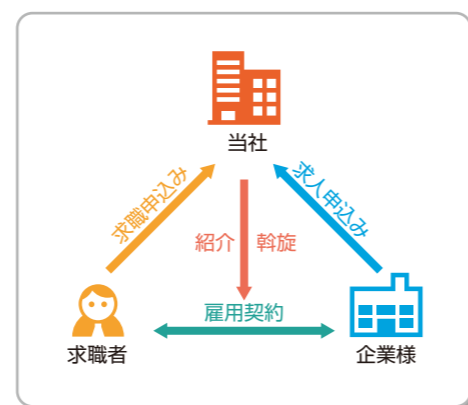 当社
求職申込み
求人申込み
紹介 斡旋
雇用契約
求職者
企業様